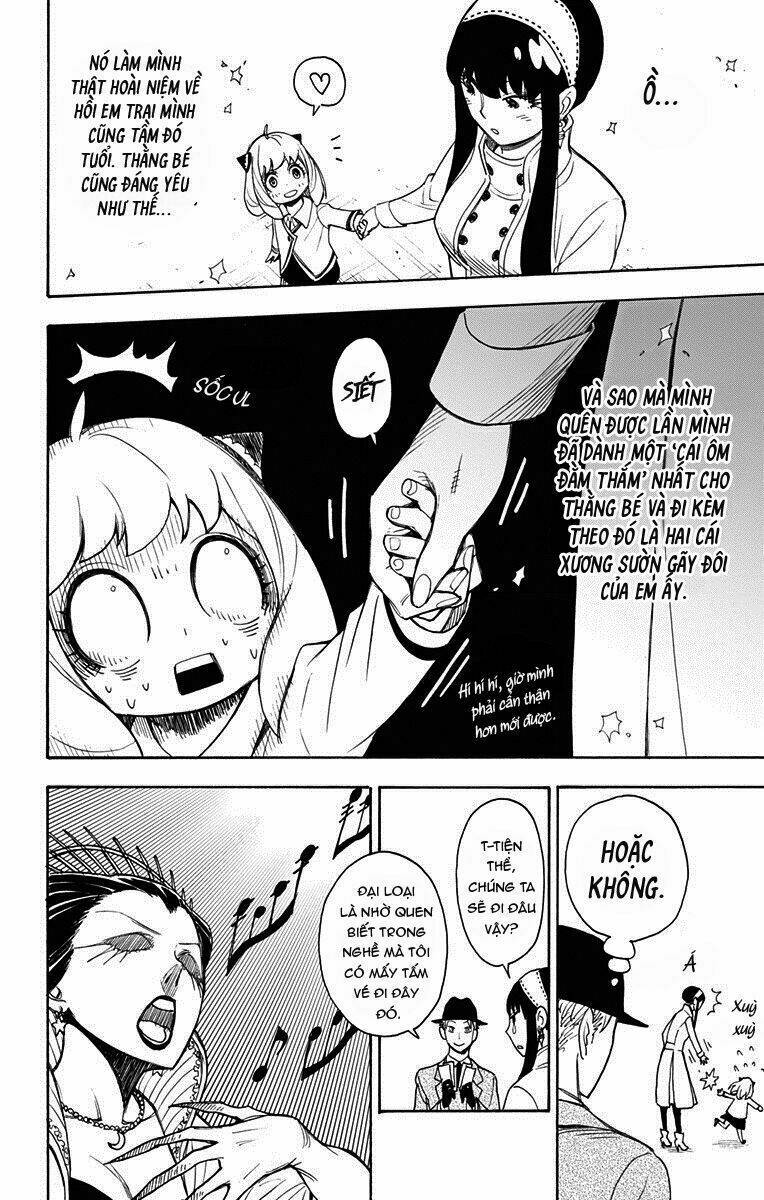 Ồ...
NÓ LÀM MÌNH
THẬT HOÀI NIỆM VỀ
HỒI EM TRAI MÌNH
CŨNG TẦM ĐÓ
TUỔI. THẰNG BÉ
CŨNG ĐÁNG YÊU
NHƯ THẾ...
VÀ SAO MÀ MÌNH
QUÊN ĐƯỢC LẦN MÌNH
ĐÃ DÀNH MỘT 'CÁI ÔM
ĐẰM THẮM' NHẤT CHO
THẰNG BÉ VÀ ĐI KÈM
THEO ĐÓ LÀ HAI CÁI
XƯƠNG SƯỜN GÃY ĐÔI
CỦA EM ẤY.
SIẾT
SỐC UL
Hí hí hí, giờ mình
phải cẩn thận
hơn mới được.
HOẶC
KHÔNG.
Á
Xuỳ
xuỳ
T-TIỆN
THỂ,
CHÚNG TA
SẼ ĐI ĐÂU
VẬY?
ĐẠI LOẠI
LÀ NHỜ QUEN
BIẾT TRONG
NGHỀ MÀ TÔI
CÓ MẤY TẤM
VÉ ĐI ĐÂY
ĐÓ.